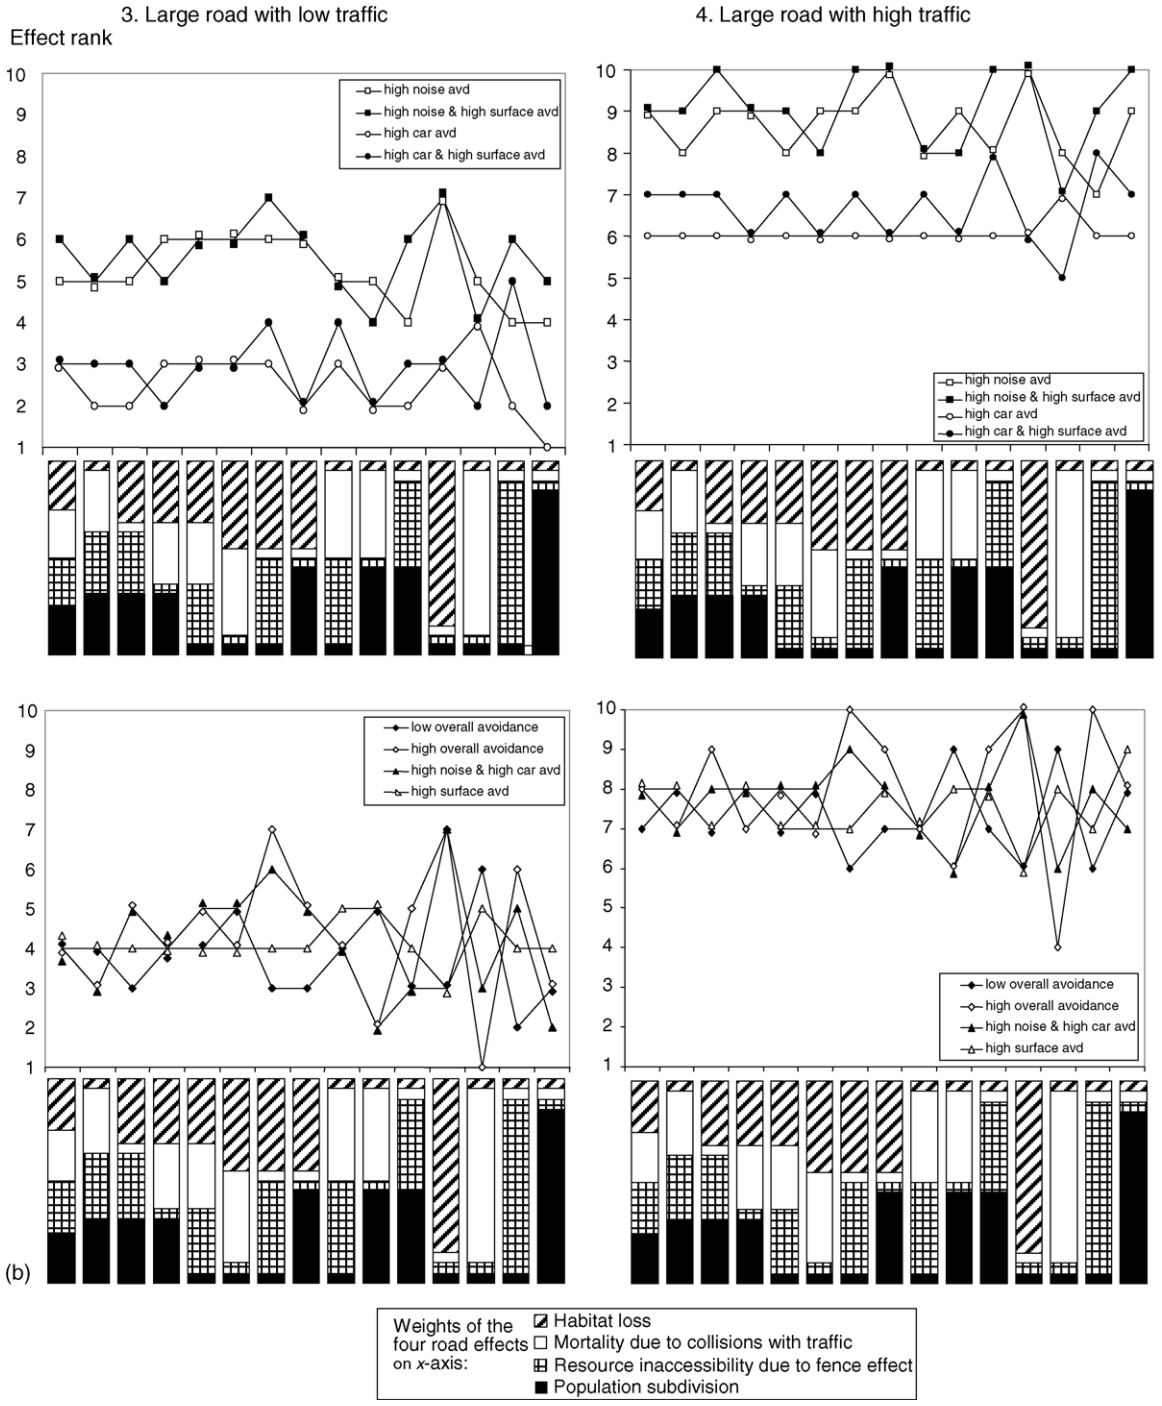 3. Large road with low traffic
4. Large road with high traffic
Effect rank
10
9
8
7
6
5
4
3
2
1
high noise avd
high noise & high surface avd
high car avd
high car & high surface avd
10
9
8
7
6
5
4
3
2
1
high noise avd
high noise & high surface avd
high car avd
high car & high surface avd
10
9
8
7
6
5
4
3
2
1
low overall avoidance
high overall avoidance
high noise & high car avd
high surface avd
10
9
8
7
6
5
4
3
2
1
low overall avoidance
high overall avoidance
high noise & high car avd
high surface avd
(b)
Weights of the
four road effects
on x-axis:
Habitat loss
Mortality due to collisions with traffic
Resource inaccessibility due to fence effect
Population subdivision